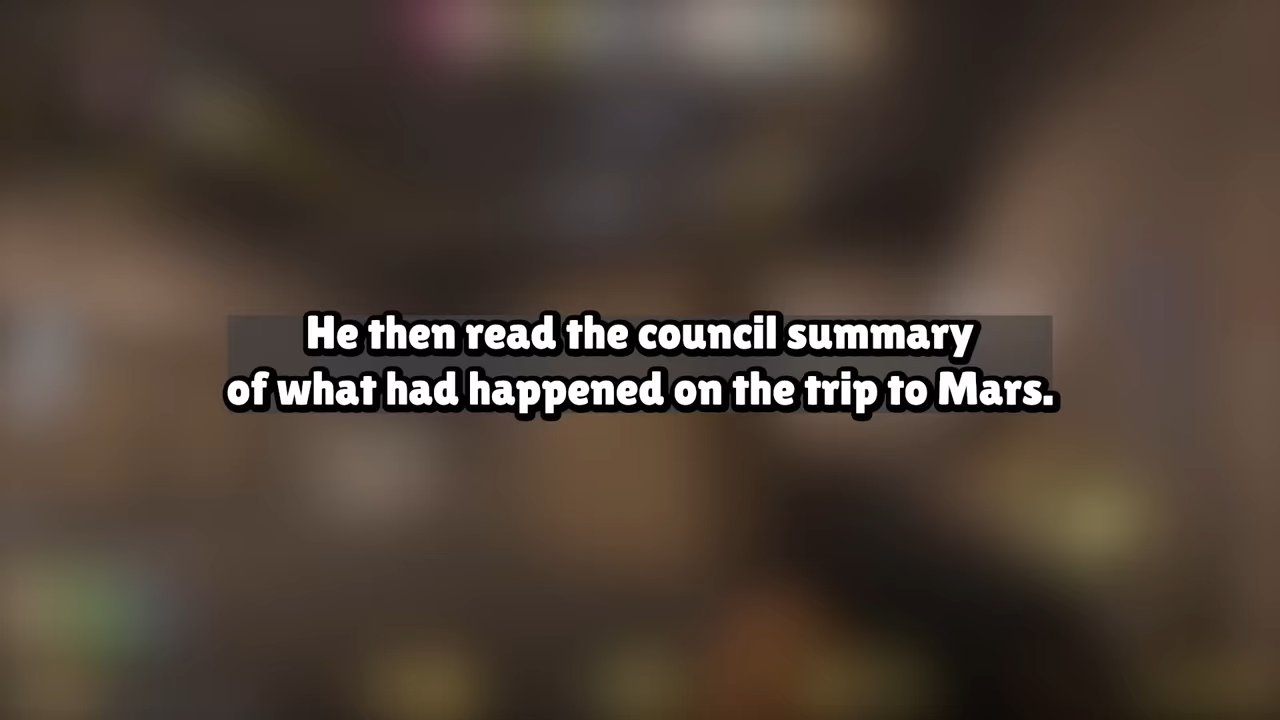 He then read the council summary
of what had happened on the trip to Mars.